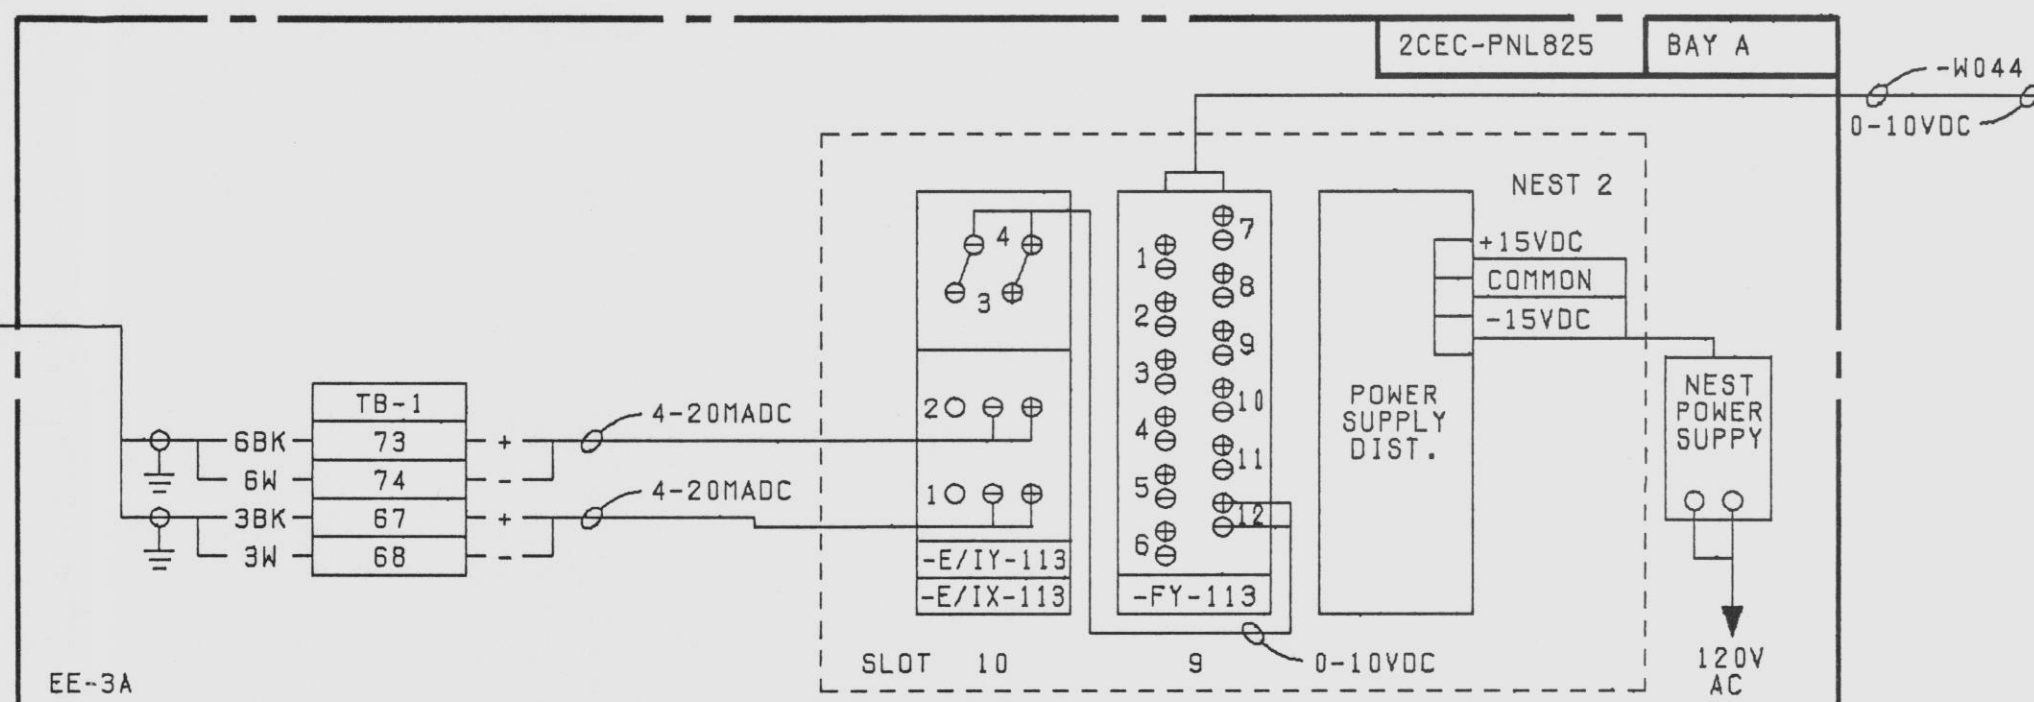 2CEC-PNL825 BAY A
-W044
0-10VDC
NEST 2
+15VDC
COMMON
-15VDC
4
3
2
1
-E/IY-113
-E/IX-113
1
2
3
4
5
6
7
8
9
10
11
12
-FY-113
POWER
SUPPLY
DIST.
NEST
POWER
SUPPY
120V
AC
TB-1
6BK 73 +
6W 74 -
3BK 67 +
3W 68 -
4-20MADC
4-20MADC
SLOT 10 9
0-10VDC
EE-3A